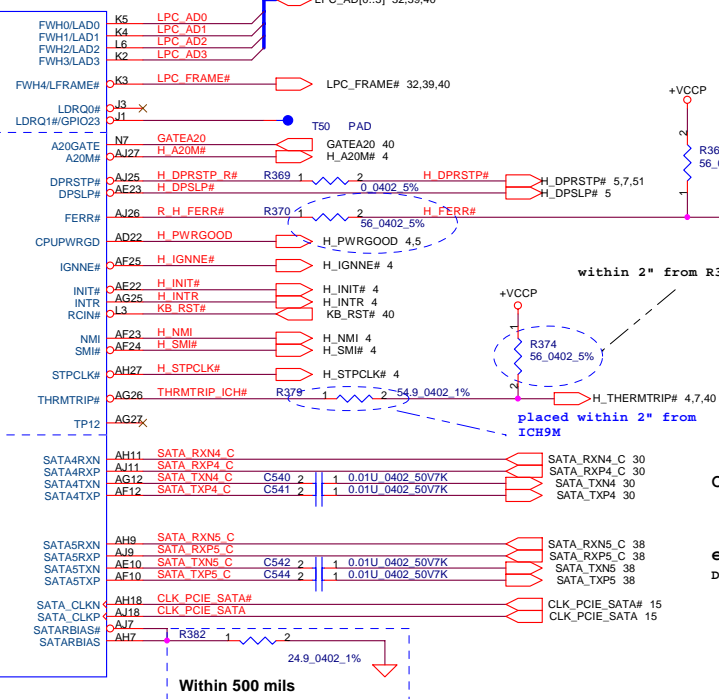 LPC_AD[0..3] 32,39,40
FWH0/LAD0 K5 LPC_AD0
FWH1/LAD1 K4 LPC_AD1
FWH2/LAD2 L6 LPC_AD2
FWH3/LAD3 K2 LPC_AD3
FWH4/LFRAME# K3 LPC_FRAME# LPC_FRAME# 32,39,40
+VCCP
LDRQ0# J3
LDRQ1#/GPIO23 J1
T50 PAD
2
A20GATE N7 GATEA20 GATEA20 40
A20M# AJ27 H_A20M# H_A20M# 4
R36
56_0
DPRSTP# AJ25 H_DPRSTP_R# R369 1 2 H_DPRSTP# H_DPRSTP# 5,7,51
DPSLP# AE23 H_DPSLP# 0_0402_5% H_DPSLP# 5
1
FERR# AJ26 R_H_FERR# R370 1 2 H_FERR#
56_0402_5%
CPUPWRGD AD22 H_PWRGOOD H_PWRGOOD 4,5
IGNNE# AF25 H_IGNNE# H_IGNNE# 4
within 2" from R3
INIT# AE22 H_INIT# H_INIT# 4
INTR AG25 H_INTR H_INTR 4
RCIN# L3 KB_RST# KB_RST# 40
+VCCP
1
NMI AF23 H_NMI H_NMI 4
SMI# AF24 H_SMI# H_SMI# 4
R374
56_0402_5%
STPCLK# AH27 H_STPCLK# H_STPCLK# 4
2
THRMTRIP# AG26 THRMTRIP_ICH# R379 1 2 54.9_0402_1% H_THERMTRIP# 4,7,40
TP12 AG27
placed within 2" from
ICH9M
SATA4RXN AH11 SATA_RXN4_C SATA_RXN4_C 30
SATA4RXP AJ11 SATA_RXP4_C SATA_RXP4_C 30
SATA4TXN AG12 SATA_TXN4_C C540 2 1 0.01U_0402_50V7K SATA_TXN4 30
SATA4TXP AF12 SATA_TXP4_C C541 2 1 0.01U_0402_50V7K SATA_TXP4 30
SATA5RXN AH9 SATA_RXN5_C SATA_RXN5_C 38
SATA5RXP AJ9 SATA_RXP5_C SATA_RXP5_C 38
SATA5TXN AE10 SATA_TXN5_C C542 2 1 0.01U_0402_50V7K SATA_TXN5 38
SATA5TXP AF10 SATA_TXP5_C C544 2 1 0.01U_0402_50V7K SATA_TXP5 38
SATA_CLKN AH18 CLK_PCIE_SATA# CLK_PCIE_SATA# 15
SATA_CLKP AJ18 CLK_PCIE_SATA CLK_PCIE_SATA 15
SATARBIAS# AJ7
SATARBIAS AH7 R382 1 2
24.9_0402_1%
Within 500 mils